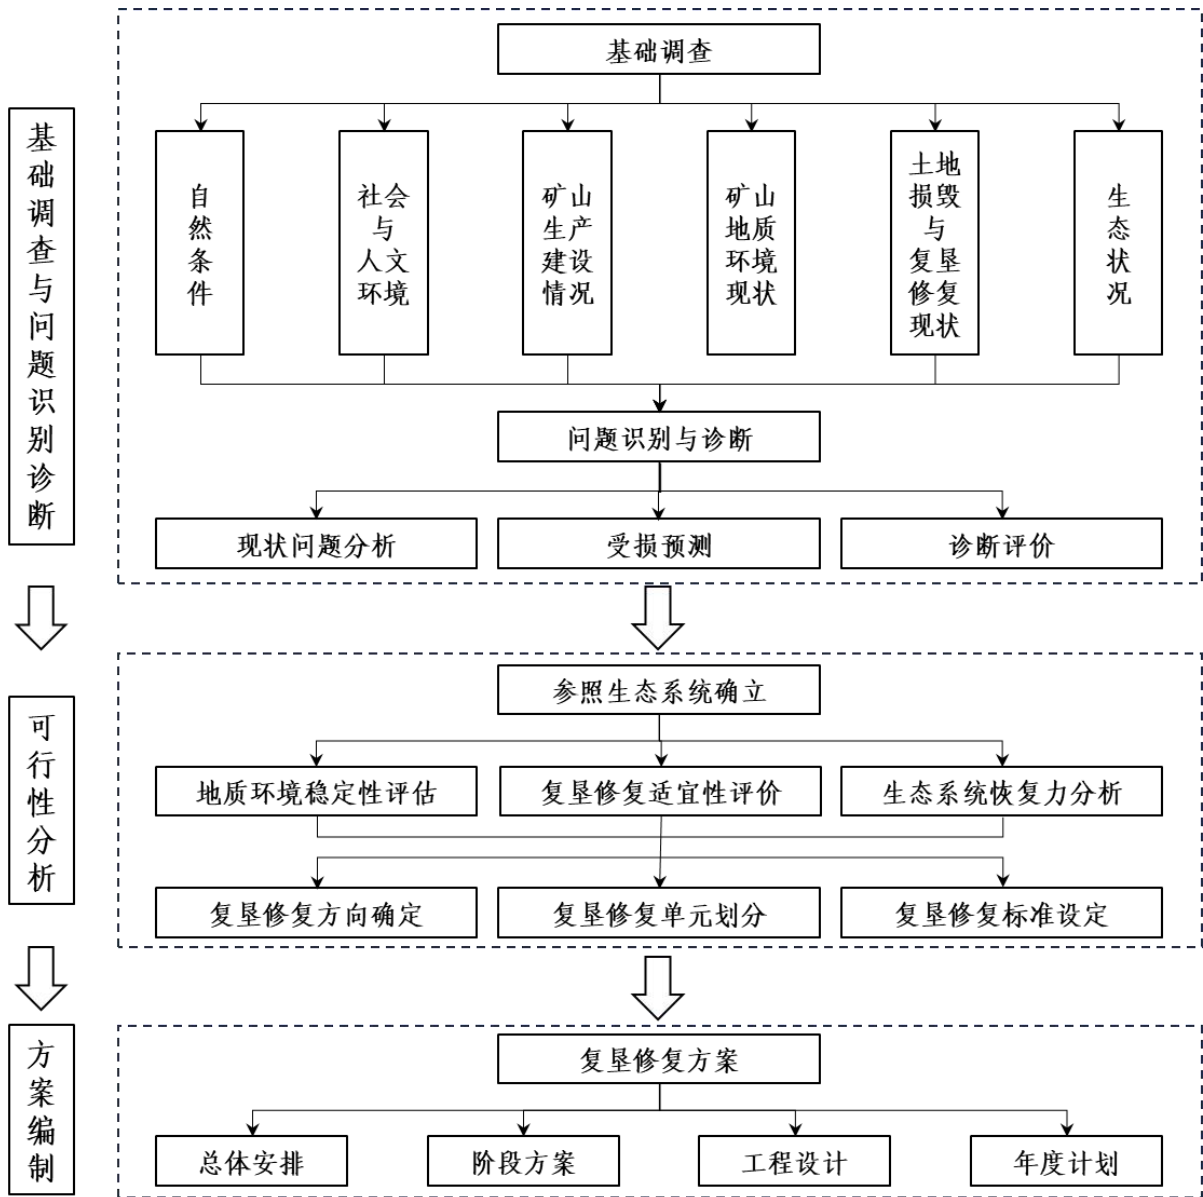 基础调查与问题识别诊断
基础调查
自然条件
社会
与
人文
环境
矿山
生产
建设
情况
矿山
地质
环境
现状
土地
损毁
与
复垦
修复
现状
生态状况
问题识别与诊断
现状问题分析
受损预测
诊断评价
可行性分析
参照生态系统确立
地质环境稳定性评估
复垦修复适宜性评价
生态系统恢复力分析
复垦修复方向确定
复垦修复单元划分
复垦修复标准设定
方案编制
复垦修复方案
总体安排
阶段方案
工程设计
年度计划